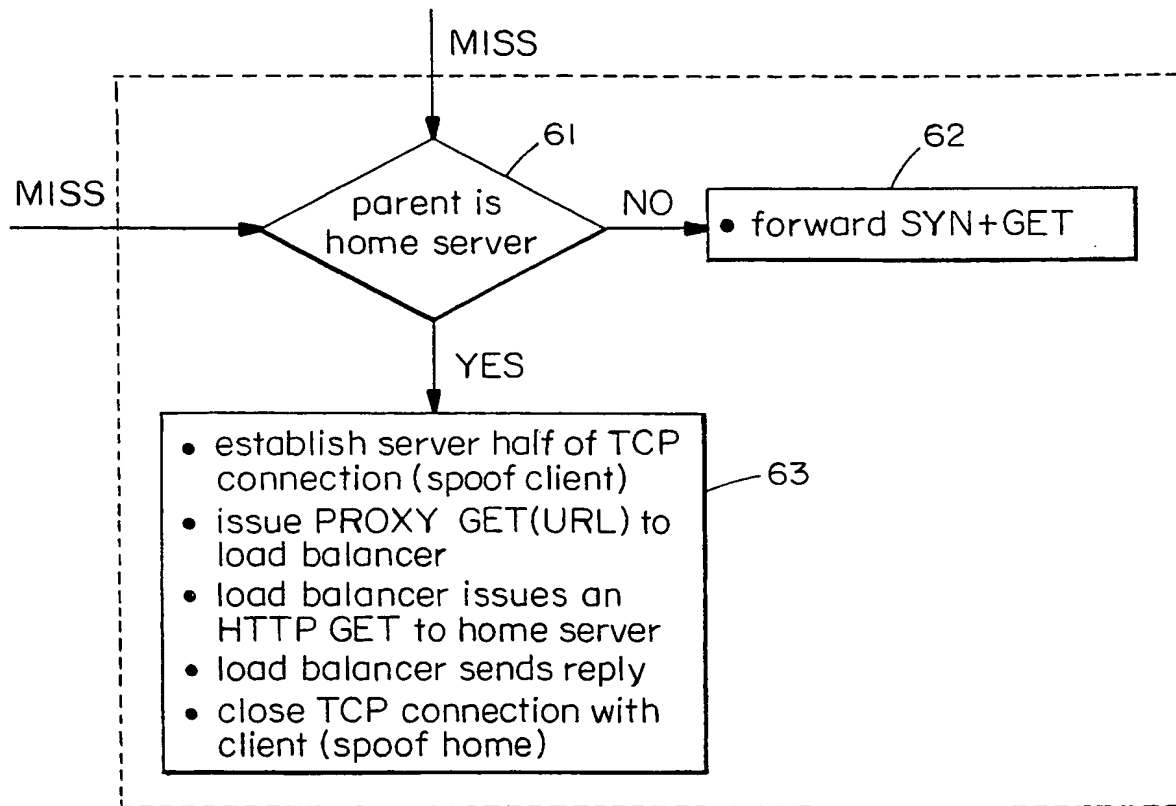 MISS
61
62
MISS
parent is
home server
NO
• forward SYN+GET
YES
• establish server half of TCP
connection (spoof client)
63
• issue PROXY GET(URL) to
load balancer
• load balancer issues an
HTTP GET to home server
• load balancer sends reply
• close TCP connection with
client (spoof home)